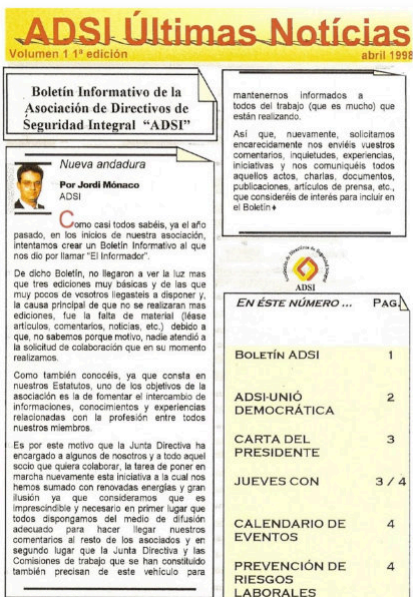 ADSI Últimas Notícias
Volumen 1 1ª edición
abril 1998
Boletín Informativo de la
Asociación de Directivos de
Seguridad Integral "ADSI"
Nueva andadura
Por Jordi Mónaco
ADSI
Como casi todos sabéis, ya el año
pasado, en los inicios de nuestra asociación,
intentamos crear un Boletín Informativo al que
nos dio por llamar "El Informador".
De dicho Boletín, no llegaron a ver la luz mas
que tres ediciones muy básicas y de las que
muy pocos de vosotros llegasteis a disponer y,
la causa principal de que no se realizaran mas
ediciones, fue la falta de material (léase
artículos, comentarios, noticias, etc.) debido a
que, no sabemos porque motivo, nadie atendió a
la solicitud de colaboración que en su momento
realizamos.
Como también conocéis, ya que consta en
nuestros Estatutos, uno de los objetivos de la
asociación es la de fomentar el intercambio de
informaciones, conocimientos y experiencias
relacionadas con la profesión entre todos
nuestros miembros.
Es por este motivo que la Junta Directiva ha
encargado a algunos de nosotros y a todo aquel
socio que quiera colaborar, la tarea de poner en
marcha nuevamente esta iniciativa a la cual nos
hemos sumado con renovadas energías y gran
ilusión ya que consideramos que es
imprescindible y necesario en primer lugar que
todos dispongamos del medio de difusión
adecuado para hacer llegar nuestros
comentarios al resto de los asociados y en
segundo lugar que la Junta Directiva y las
Comisiones de trabajo que se han constituido
también precisan de este vehículo para
mantenernos informados a
todos del trabajo (que es mucho) que
están realizando.
Así que, nuevamente, solicitamos
encarecidamente nos enviéis vuestros
comentarios, inquietudes, experiencias,
iniciativas y nos comuniquéis todos
aquellos actos, charlas, documentos,
publicaciones, artículos de prensa, etc.,
que consideréis de interés para incluir en
el Boletín♦
ADSI
EN ÉSTE NÚMERO ... PAG.
BOLETÍN ADSI 1
ADSI-UNIÓ
DEMOCRÁTICA 2
CARTA DEL
PRESIDENTE 3
JUEVES CON 3 / 4
CALENDARIO DE
EVENTOS 4
PREVENCIÓN DE
RIESGOS
LABORALES 4